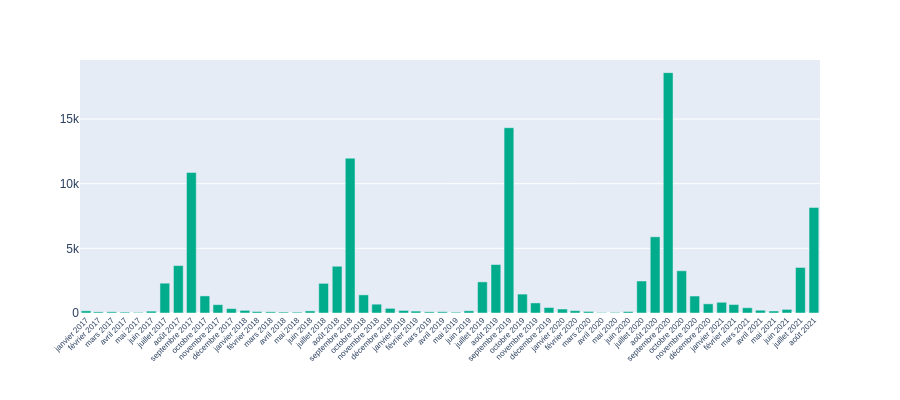 15k
10k
5k
0
janvier 2017
février 2017
mars 2017
avril 2017
mai 2017
juin 2017
juillet 2017
août 2017
septembre 2017
octobre 2017
novembre 2017
décembre 2017
janvier 2018
février 2018
mars 2018
avril 2018
mai 2018
juin 2018
juillet 2018
août 2018
septembre 2018
octobre 2018
novembre 2018
décembre 2018
janvier 2019
février 2019
mars 2019
avril 2019
mai 2019
juin 2019
juillet 2019
août 2019
septembre 2019
octobre 2019
novembre 2019
décembre 2019
janvier 2020
février 2020
mars 2020
avril 2020
mai 2020
juin 2020
juillet 2020
août 2020
septembre 2020
octobre 2020
novembre 2020
décembre 2020
janvier 2021
février 2021
mars 2021
avril 2021
mai 2021
juin 2021
juillet 2021
août 2021